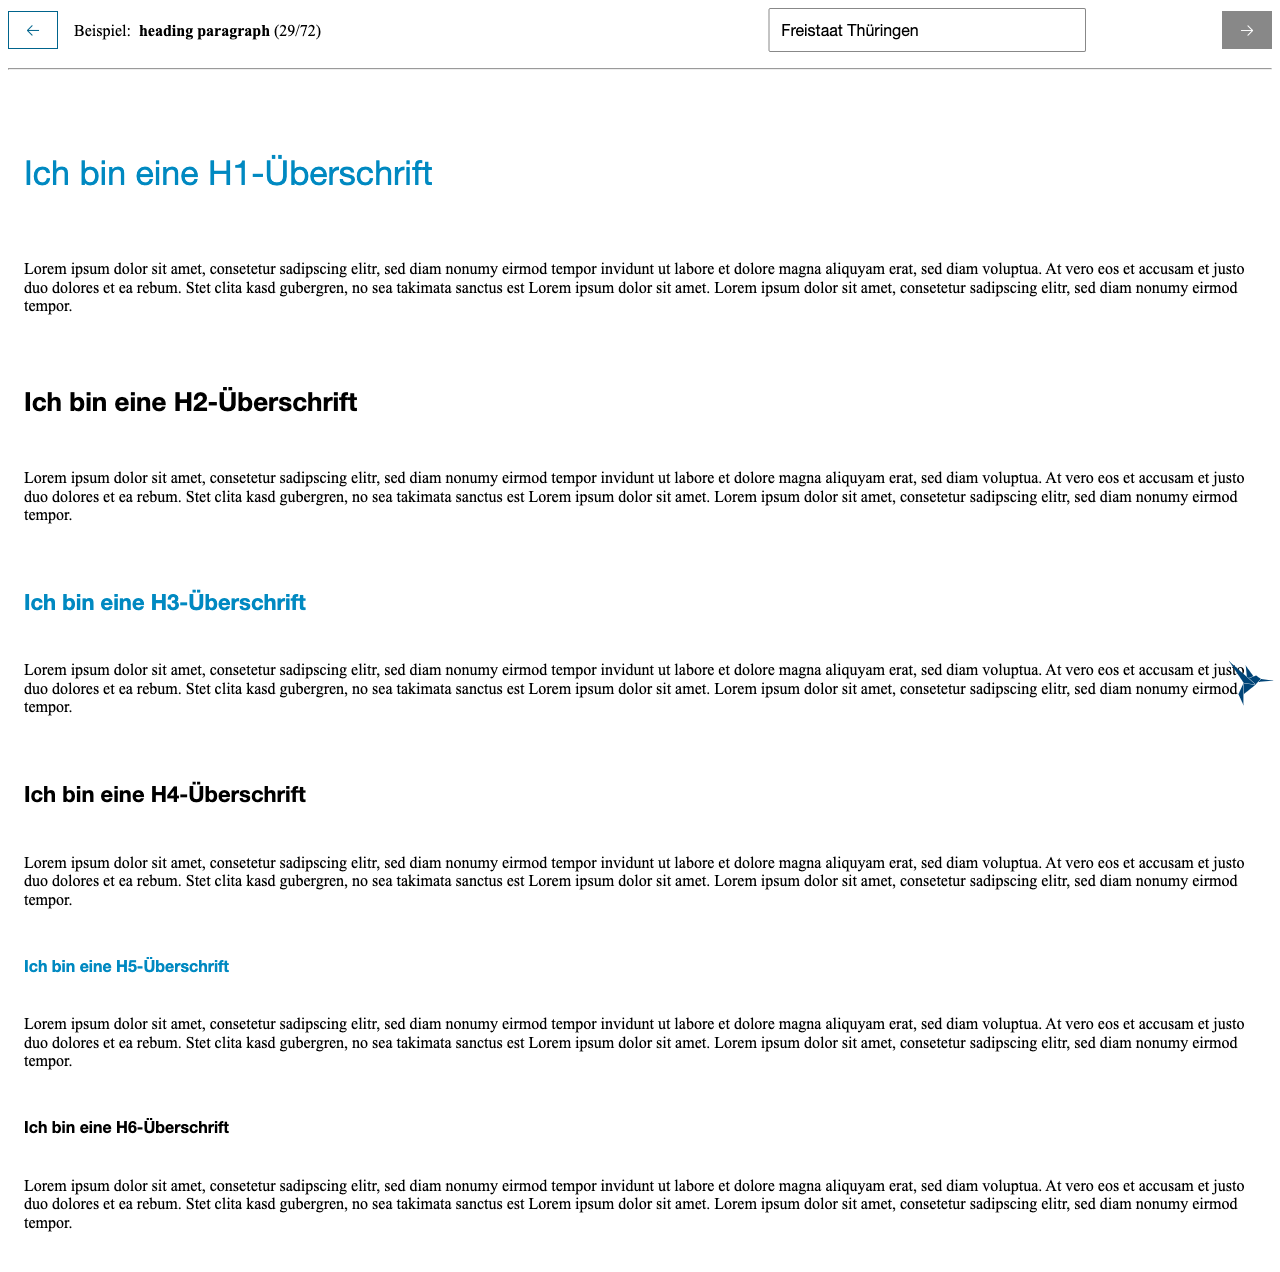 ← Beispiel: heading paragraph (29/72) Freistaat Thüringen →
Ich bin eine H1-Überschrift
Lorem ipsum dolor sit amet, consetetur sadipscing elitr, sed diam nonumy eirmod tempor invidunt ut labore et dolore magna aliquyam erat, sed diam voluptua. At vero eos et accusam et justo
duo dolores et ea rebum. Stet clita kasd gubergren, no sea takimata sanctus est Lorem ipsum dolor sit amet. Lorem ipsum dolor sit amet, consetetur sadipscing elitr, sed diam nonumy eirmod
tempor.
Ich bin eine H2-Überschrift
Lorem ipsum dolor sit amet, consetetur sadipscing elitr, sed diam nonumy eirmod tempor invidunt ut labore et dolore magna aliquyam erat, sed diam voluptua. At vero eos et accusam et justo
duo dolores et ea rebum. Stet clita kasd gubergren, no sea takimata sanctus est Lorem ipsum dolor sit amet. Lorem ipsum dolor sit amet, consetetur sadipscing elitr, sed diam nonumy eirmod
tempor.
Ich bin eine H3-Überschrift
Lorem ipsum dolor sit amet, consetetur sadipscing elitr, sed diam nonumy eirmod tempor invidunt ut labore et dolore magna aliquyam erat, sed diam voluptua. At vero eos et accusam et justo
duo dolores et ea rebum. Stet clita kasd gubergren, no sea takimata sanctus est Lorem ipsum dolor sit amet. Lorem ipsum dolor sit amet, consetetur sadipscing elitr, sed diam nonumy eirmod
tempor.
Ich bin eine H4-Überschrift
Lorem ipsum dolor sit amet, consetetur sadipscing elitr, sed diam nonumy eirmod tempor invidunt ut labore et dolore magna aliquyam erat, sed diam voluptua. At vero eos et accusam et justo
duo dolores et ea rebum. Stet clita kasd gubergren, no sea takimata sanctus est Lorem ipsum dolor sit amet. Lorem ipsum dolor sit amet, consetetur sadipscing elitr, sed diam nonumy eirmod
tempor.
Ich bin eine H5-Überschrift
Lorem ipsum dolor sit amet, consetetur sadipscing elitr, sed diam nonumy eirmod tempor invidunt ut labore et dolore magna aliquyam erat, sed diam voluptua. At vero eos et accusam et justo
duo dolores et ea rebum. Stet clita kasd gubergren, no sea takimata sanctus est Lorem ipsum dolor sit amet. Lorem ipsum dolor sit amet, consetetur sadipscing elitr, sed diam nonumy eirmod
tempor.
Ich bin eine H6-Überschrift
Lorem ipsum dolor sit amet, consetetur sadipscing elitr, sed diam nonumy eirmod tempor invidunt ut labore et dolore magna aliquyam erat, sed diam voluptua. At vero eos et accusam et justo
duo dolores et ea rebum. Stet clita kasd gubergren, no sea takimata sanctus est Lorem ipsum dolor sit amet. Lorem ipsum dolor sit amet, consetetur sadipscing elitr, sed diam nonumy eirmod
tempor.